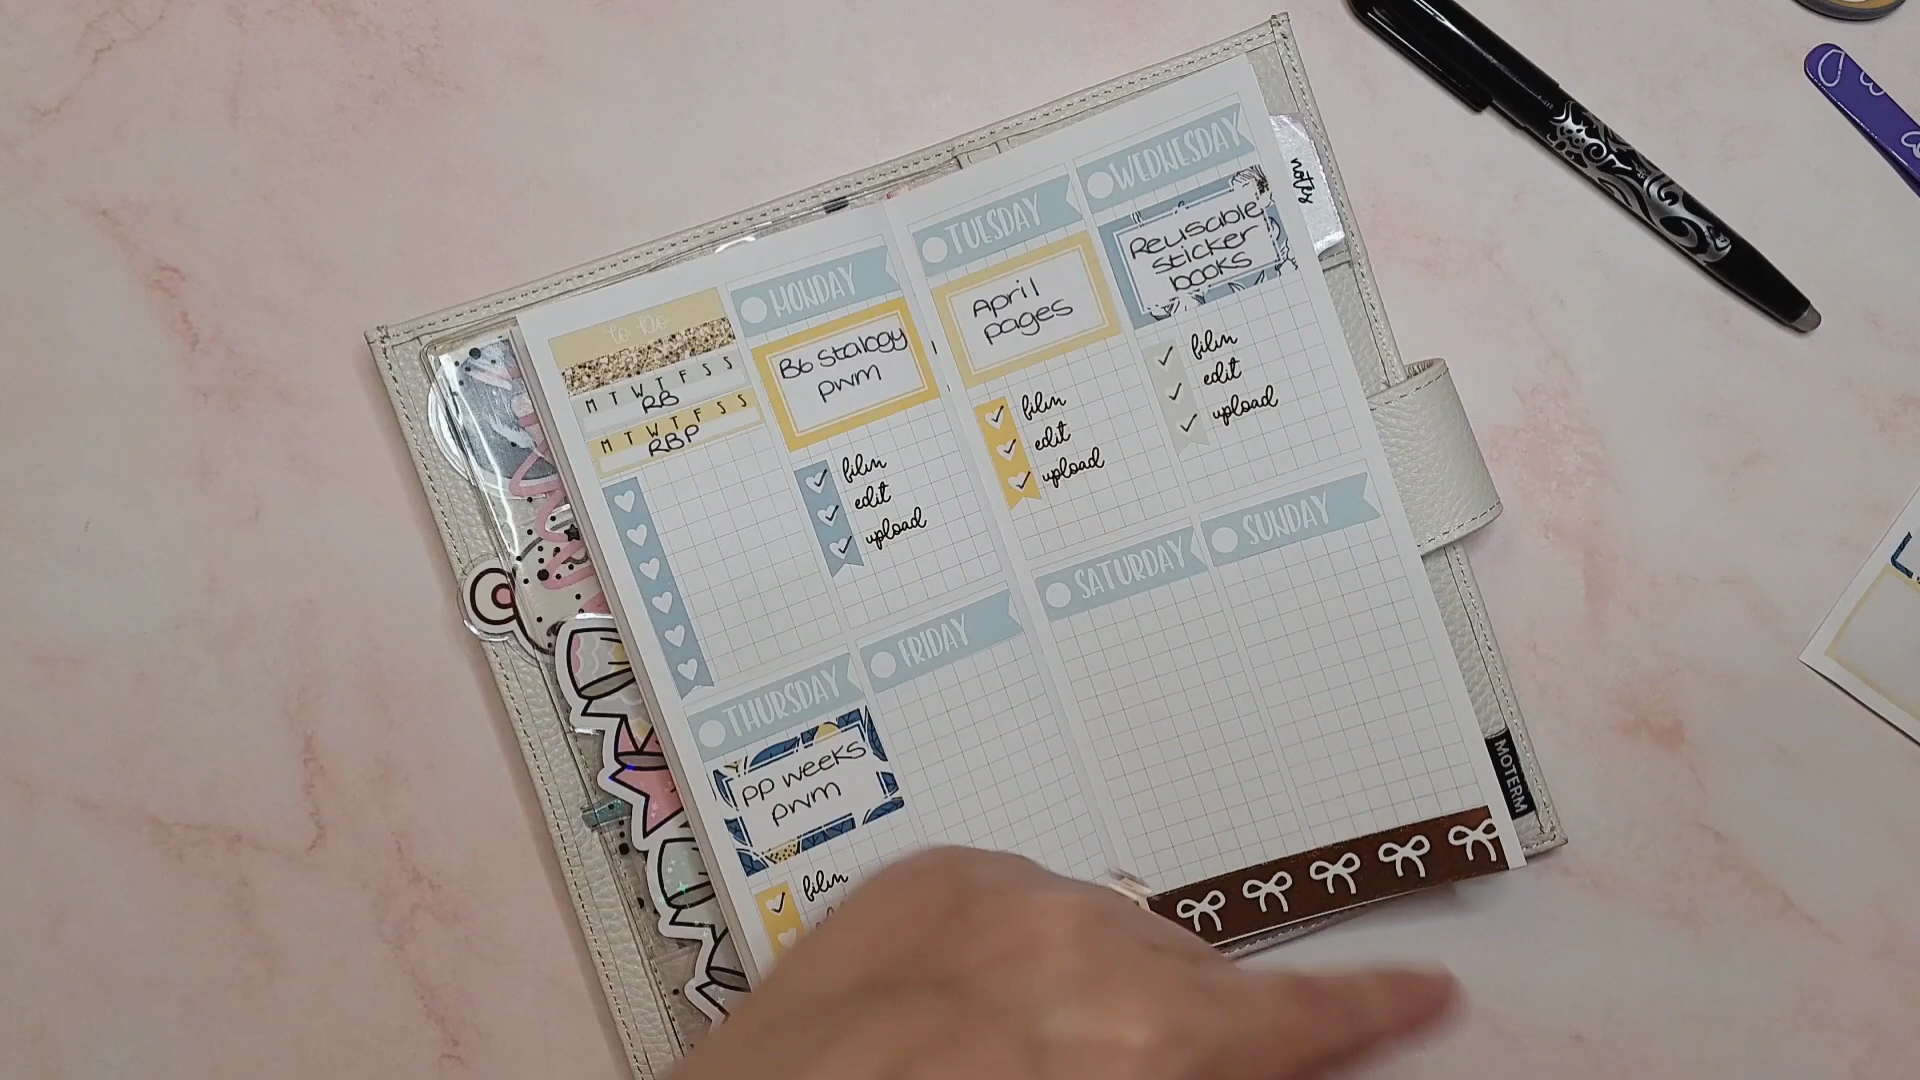 To Do
M T W T F S S
RB
M T W T F S S
RBP
MONDAY
B6 Stalogy
pwm
film
edit
upload
TUESDAY
April
pages
film
edit
upload
WEDNESDAY
Reusable
sticker
books
film
edit
upload
notes
THURSDAY
PP weeks
pwm
film
FRIDAY
SATURDAY
SUNDAY
MOTERM